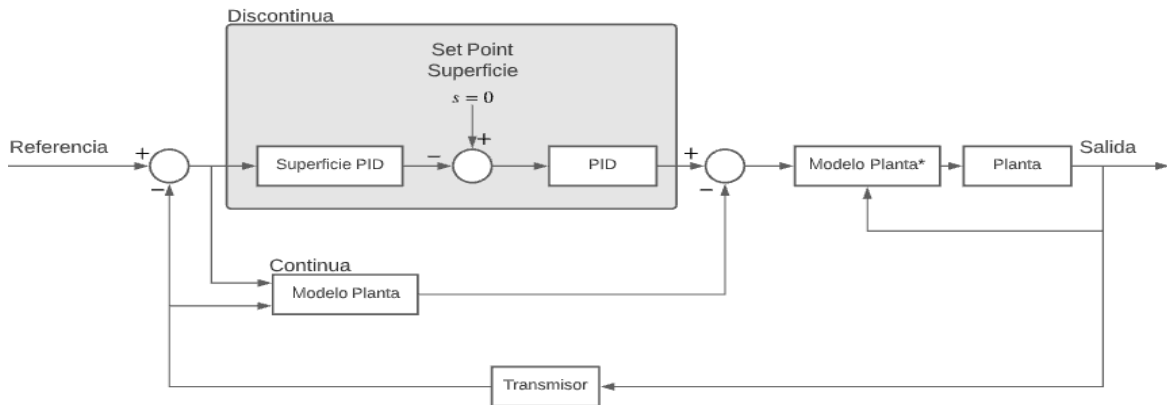 Discontinua
Set Point
Superficie
s = 0
Referencia
+
−
Superficie PID
−
+
PID
+
−
Modelo Planta*
Planta
Salida
Continua
Modelo Planta
Transmisor